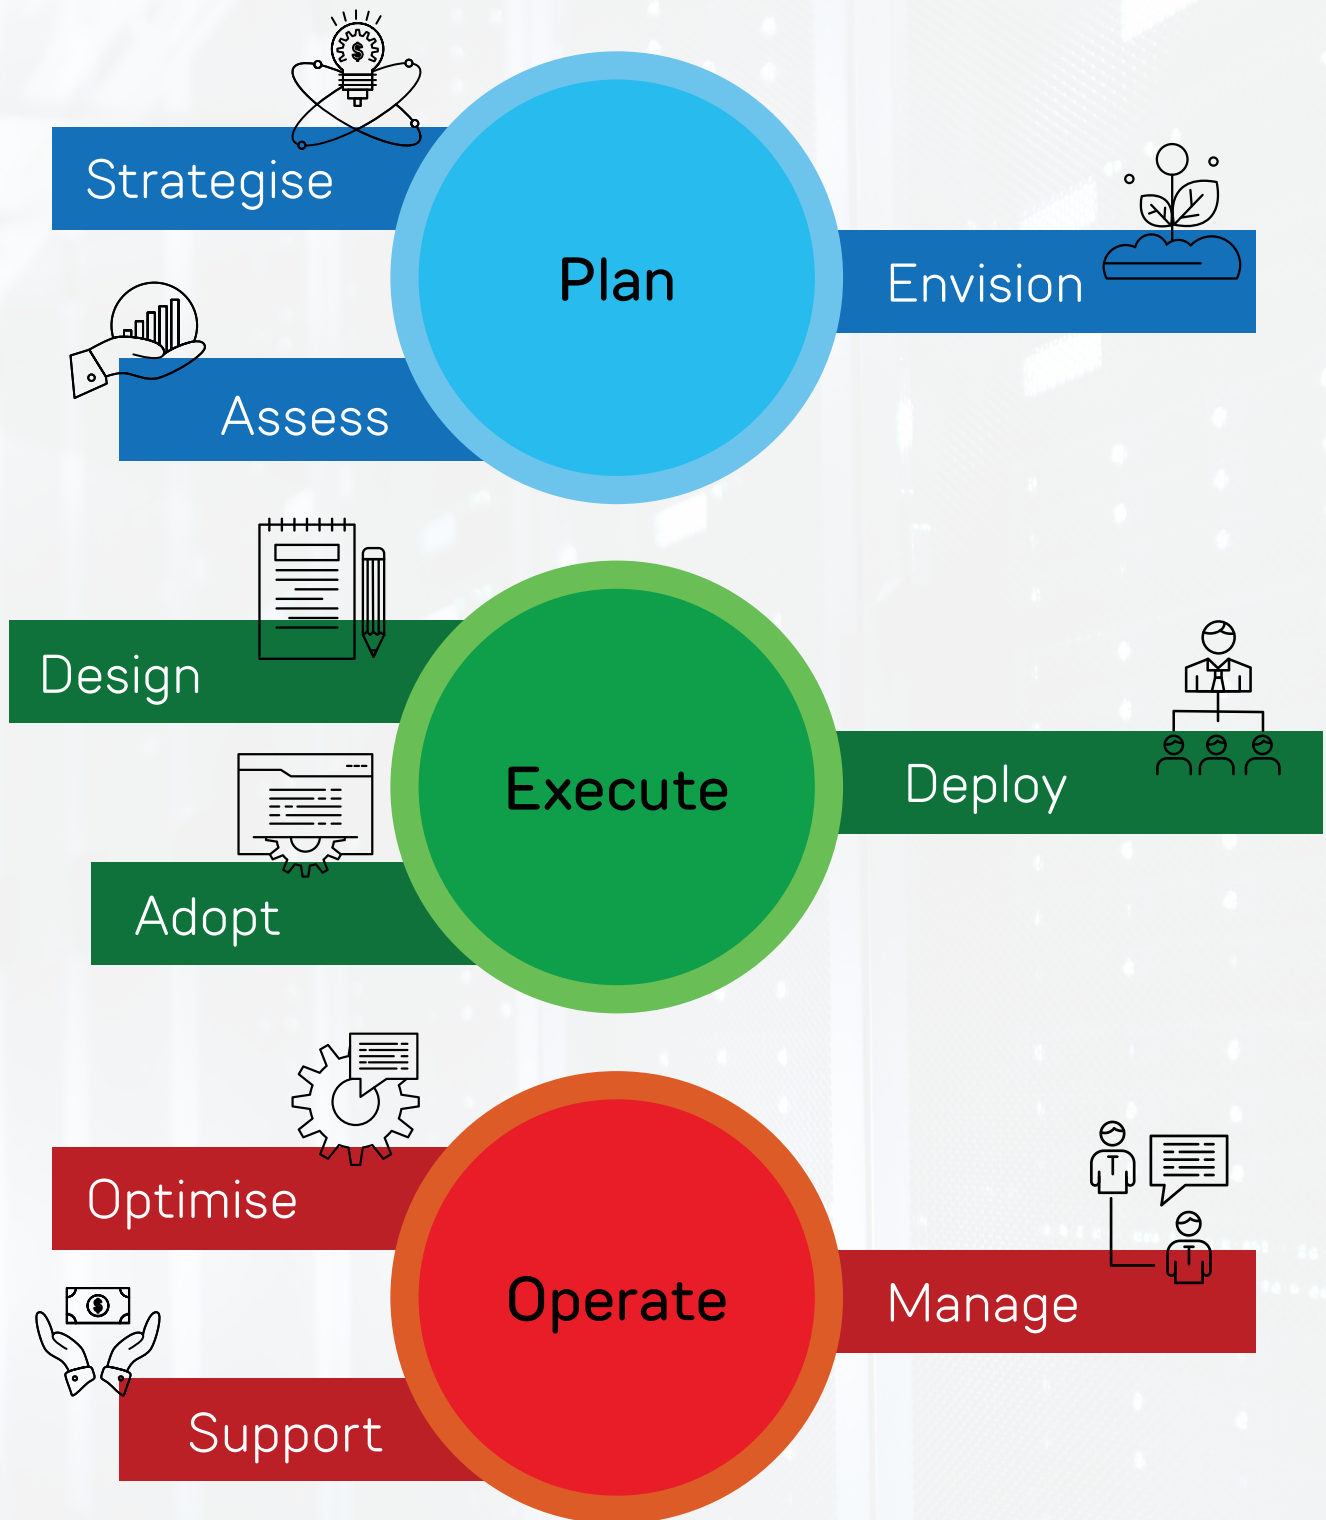 Strategise
Plan
Envision
Assess
Design
Execute
Deploy
Adopt
Optimise
Operate
Manage
Support